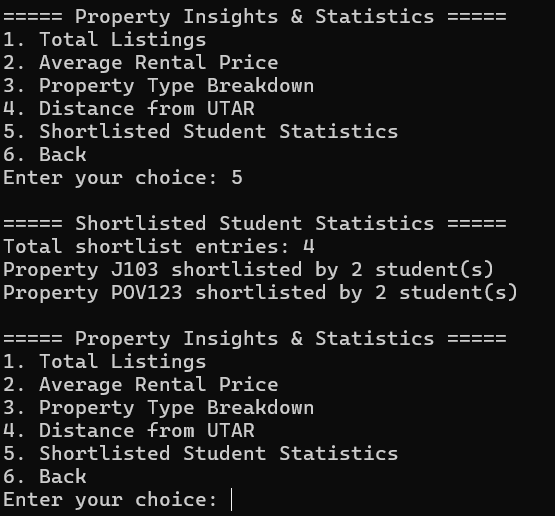 ===== Property Insights & Statistics =====
1. Total Listings
2. Average Rental Price
3. Property Type Breakdown
4. Distance from UTAR
5. Shortlisted Student Statistics
6. Back
Enter your choice: 5

===== Shortlisted Student Statistics =====
Total shortlist entries: 4
Property J103 shortlisted by 2 student(s)
Property POV123 shortlisted by 2 student(s)

===== Property Insights & Statistics =====
1. Total Listings
2. Average Rental Price
3. Property Type Breakdown
4. Distance from UTAR
5. Shortlisted Student Statistics
6. Back
Enter your choice: